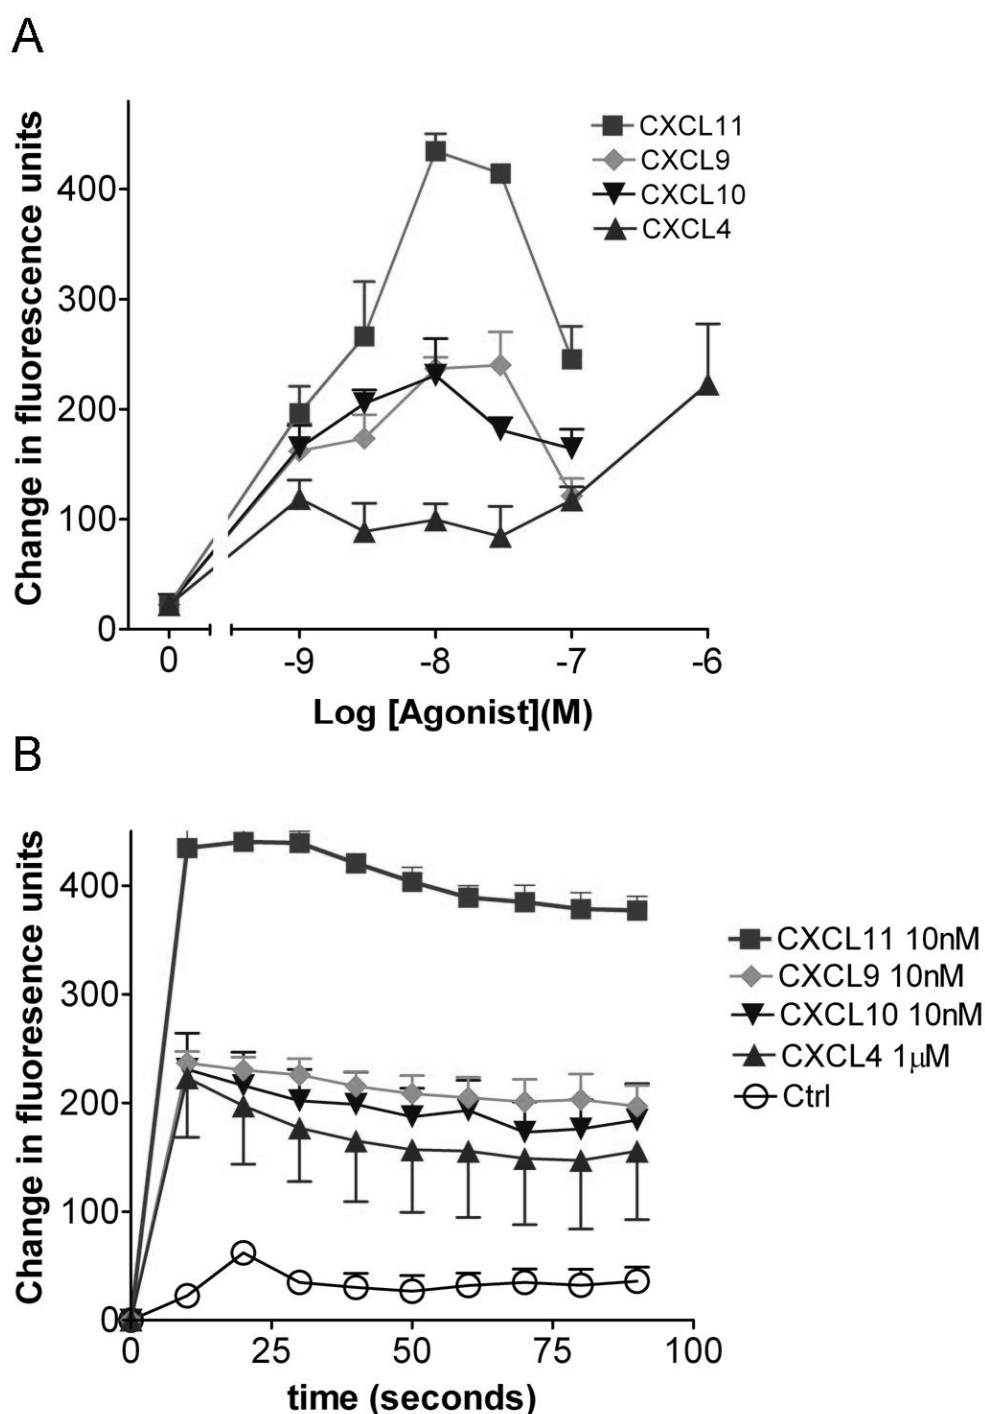 A
Change in fluorescence units
400
300
200
100
0
CXCL11
CXCL9
CXCL10
CXCL4
0
-9
-8
-7
-6
Log [Agonist](M)
B
Change in fluoresence units
400
300
200
100
0
CXCL11 10nM
CXCL9 10nM
CXCL10 10nM
CXCL4 1µM
Ctrl
0
25
50
75
100
time (seconds)